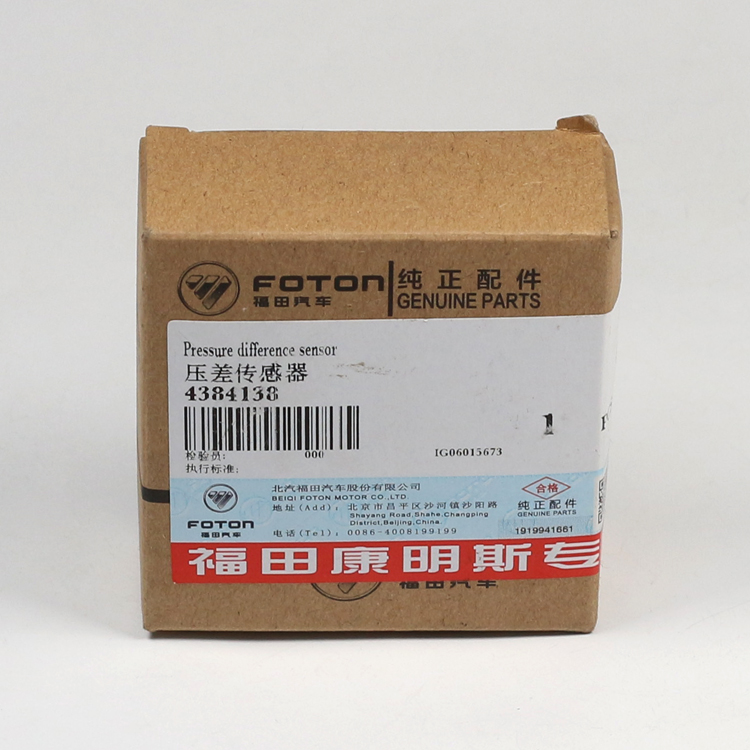 FOTON
福田汽车
纯正配件
GENUINE PARTS
Pressure difference sensor
压差传感器
4384138
1
检验员:
000
IG06015673
执行标准:
FOTON
福田汽车
北汽福田汽车股份有限公司
BEIQI FOTON MOTOR CO.,LTD.
地址(Add): 北京市昌平区沙河镇沙阳路
Shayang Road,Shahe,Changping
District,Beijing,China.
电话(Tel): 0086-4008199199
合格
纯正配件
GENUINE PARTS
1919941661
福田康明斯专
福田汽车